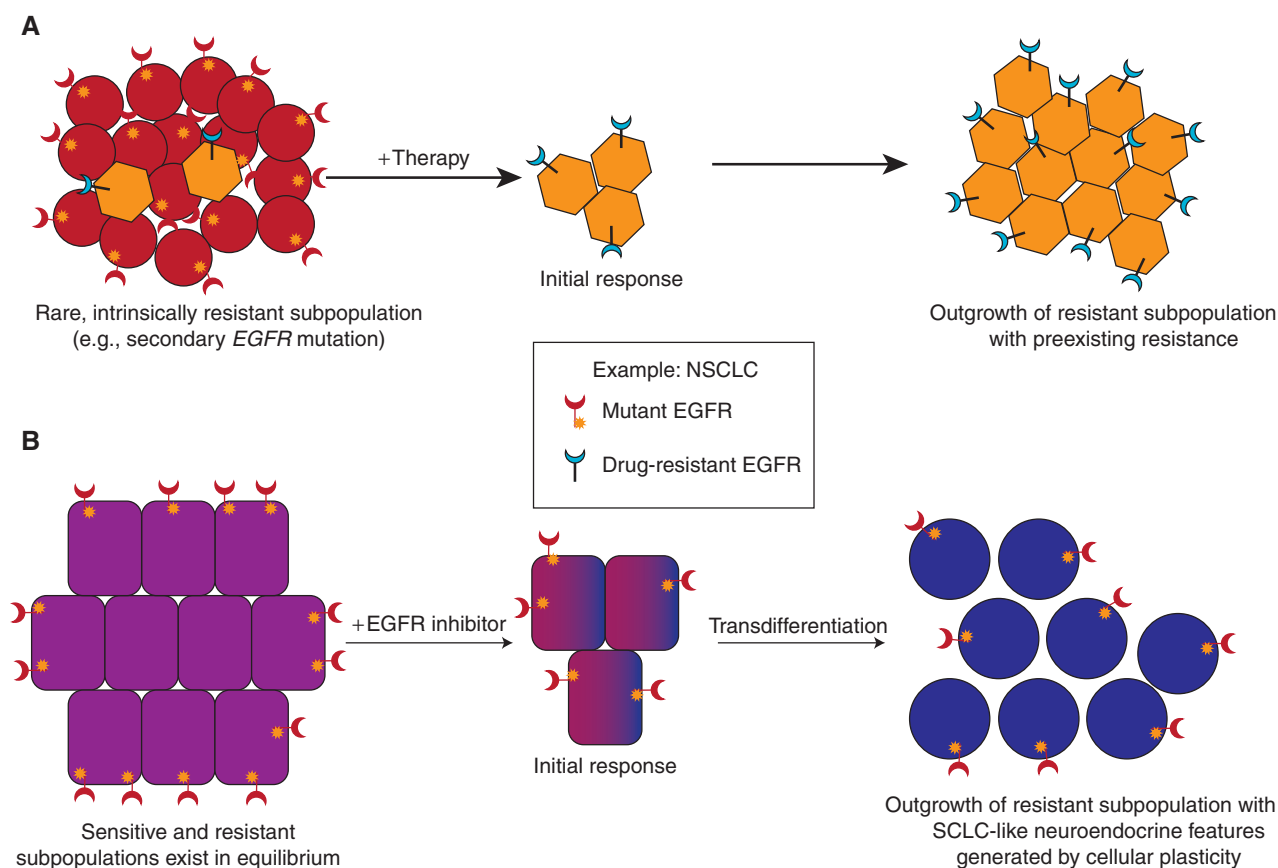 A
+Therapy
Initial response
Rare, intrinsically resistant subpopulation
(e.g., secondary EGFR mutation)
Outgrowth of resistant subpopulation
with preexisting resistance
Example: NSCLC
Mutant EGFR
Drug-resistant EGFR
B
+EGFR inhibitor
Transdifferentiation
Initial response
Sensitive and resistant
subpopulations exist in equilibrium
Outgrowth of resistant subpopulation with
SCLC-like neuroendocrine features
generated by cellular plasticity